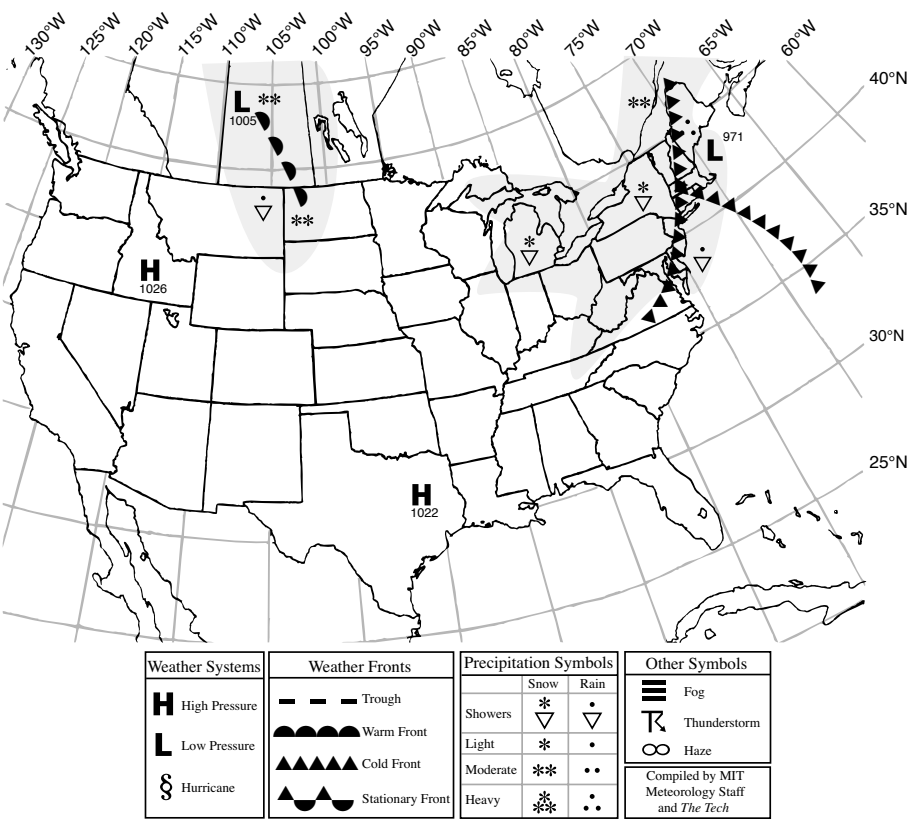 130°W 125°W 120°W 115°W 110°W 105°W 100°W 95°W 90°W 85°W 80°W 75°W 70°W 65°W 60°W
40°N
L
1005
971
L
35°N
H
1026
30°N
25°N
H
1022
Weather Systems
H High Pressure
L Low Pressure
§ Hurricane
Weather Fronts
Trough
Warm Front
Cold Front
Stationary Front
Precipitation Symbols
Snow Rain
Showers
Light
Moderate
Heavy
Other Symbols
Fog
Thunderstorm
Haze
Compiled by MIT
Meteorology Staff
and The Tech